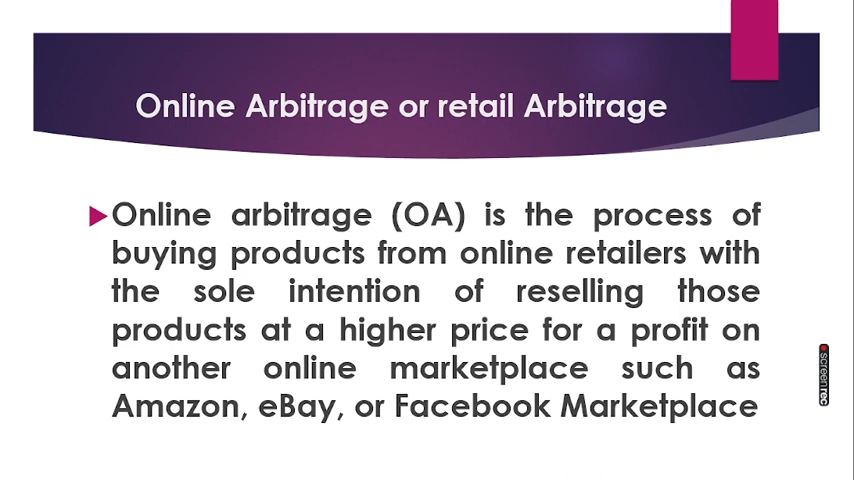 Online Arbitrage or retail Arbitrage
Online arbitrage (OA) is the process of
buying products from online retailers with
the sole intention of reselling those
products at a higher price for a profit on
another online marketplace such as
Amazon, eBay, or Facebook Marketplace
screenrec